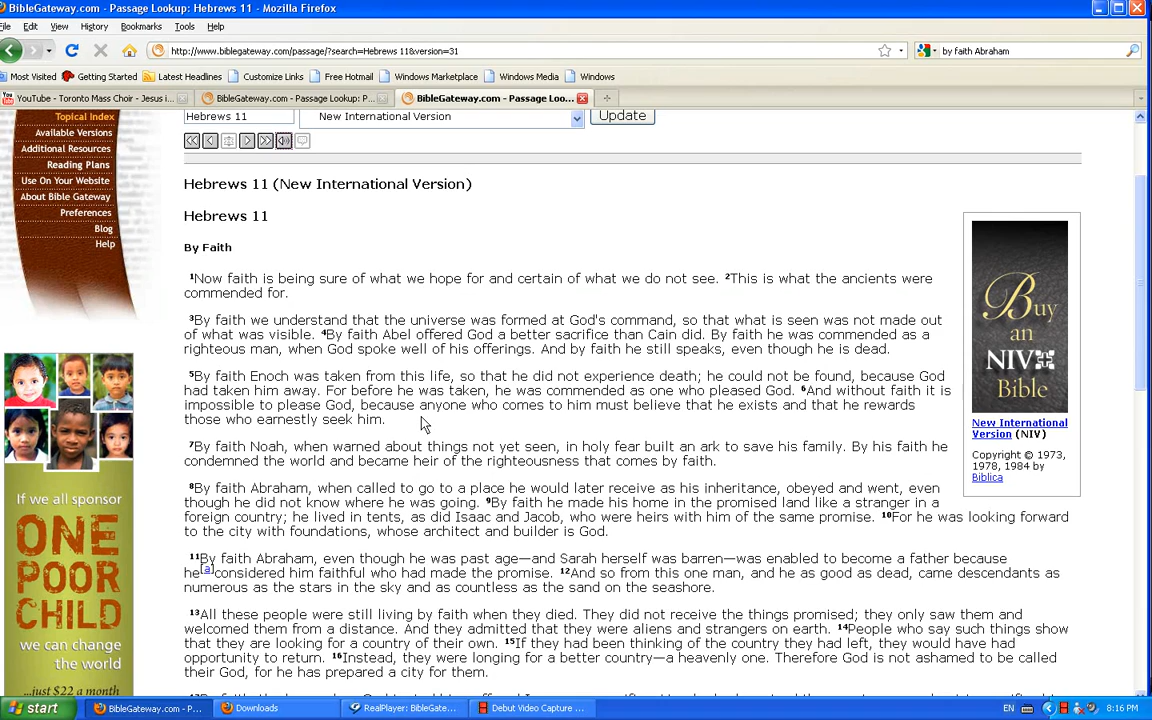 BibleGateway.com - Passage Lookup: Hebrews 11 - Mozilla Firefox
File Edit View History Bookmarks Tools Help
http://www.biblegateway.com/passage/?search=Hebrews 11&version=31
by faith Abraham
Most Visited Getting Started Latest Headlines Customize Links Free Hotmail Windows Marketplace Windows Media Windows
YouTube - Toronto Mass Choir - Jesus i... BibleGateway.com - Passage Lookup: P... BibleGateway.com - Passage Loo...
Hebrews 11 New International Version Update
Topical Index
Available Versions
Additional Resources
Reading Plans
Use On Your Website
About Bible Gateway
Preferences
Blog
Help
Hebrews 11 (New International Version)
Hebrews 11
By Faith
1Now faith is being sure of what we hope for and certain of what we do not see. 2This is what the ancients were
commended for.
3By faith we understand that the universe was formed at God's command, so that what is seen was not made out
of what was visible. 4By faith Abel offered God a better sacrifice than Cain did. By faith he was commended as a
righteous man, when God spoke well of his offerings. And by faith he still speaks, even though he is dead.
5By faith Enoch was taken from this life, so that he did not experience death; he could not be found, because God
had taken him away. For before he was taken, he was commended as one who pleased God. 6And without faith it is
impossible to please God, because anyone who comes to him must believe that he exists and that he rewards
those who earnestly seek him.
7By faith Noah, when warned about things not yet seen, in holy fear built an ark to save his family. By his faith he
condemned the world and became heir of the righteousness that comes by faith.
8By faith Abraham, when called to go to a place he would later receive as his inheritance, obeyed and went, even
though he did not know where he was going. 9By faith he made his home in the promised land like a stranger in a
foreign country; he lived in tents, as did Isaac and Jacob, who were heirs with him of the same promise. 10For he was looking forward
to the city with foundations, whose architect and builder is God.
11By faith Abraham, even though he was past age—and Sarah herself was barren—was enabled to become a father because
he[a]considered him faithful who had made the promise. 12And so from this one man, and he as good as dead, came descendants as
numerous as the stars in the sky and as countless as the sand on the seashore.
13All these people were still living by faith when they died. They did not receive the things promised; they only saw them and
welcomed them from a distance. And they admitted that they were aliens and strangers on earth. 14People who say such things show
that they are looking for a country of their own. 15If they had been thinking of the country they had left, they would have had
opportunity to return. 16Instead, they were longing for a better country—a heavenly one. Therefore God is not ashamed to be called
their God, for he has prepared a city for them.
Buy
an
NIV
Bible
New International
Version (NIV)
Copyright © 1973,
1978, 1984 by
Biblica
If we all sponsor
ONE
POOR
CHILD
we can change
the world
...just $22 a month
start BibleGateway.com - P... Downloads RealPlayer: BibleGate... Debut Video Capture ... EN 8:16 PM